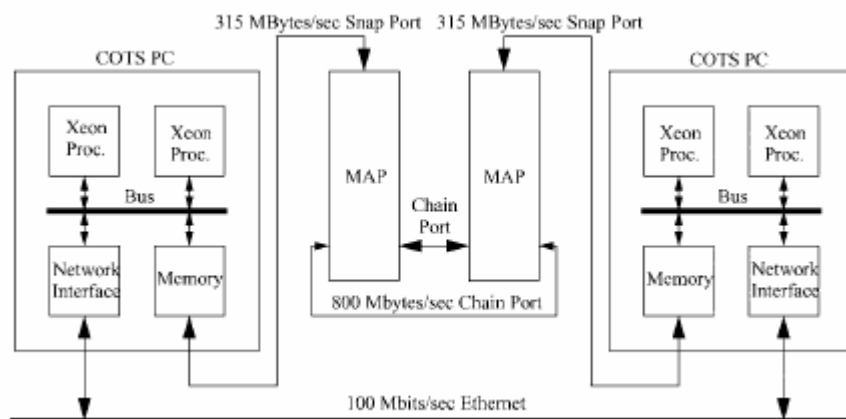 315 MBytes/sec Snap Port
315 MBytes/sec Snap Port
COTS PC
COTS PC
Xeon
Proc.
Xeon
Proc.
Bus
Network
Interface
Memory
MAP
Chain
Port
MAP
800 Mbytes/sec Chain Port
Xeon
Proc.
Xeon
Proc.
Bus
Memory
Network
Interface
100 Mbits/sec Ethernet